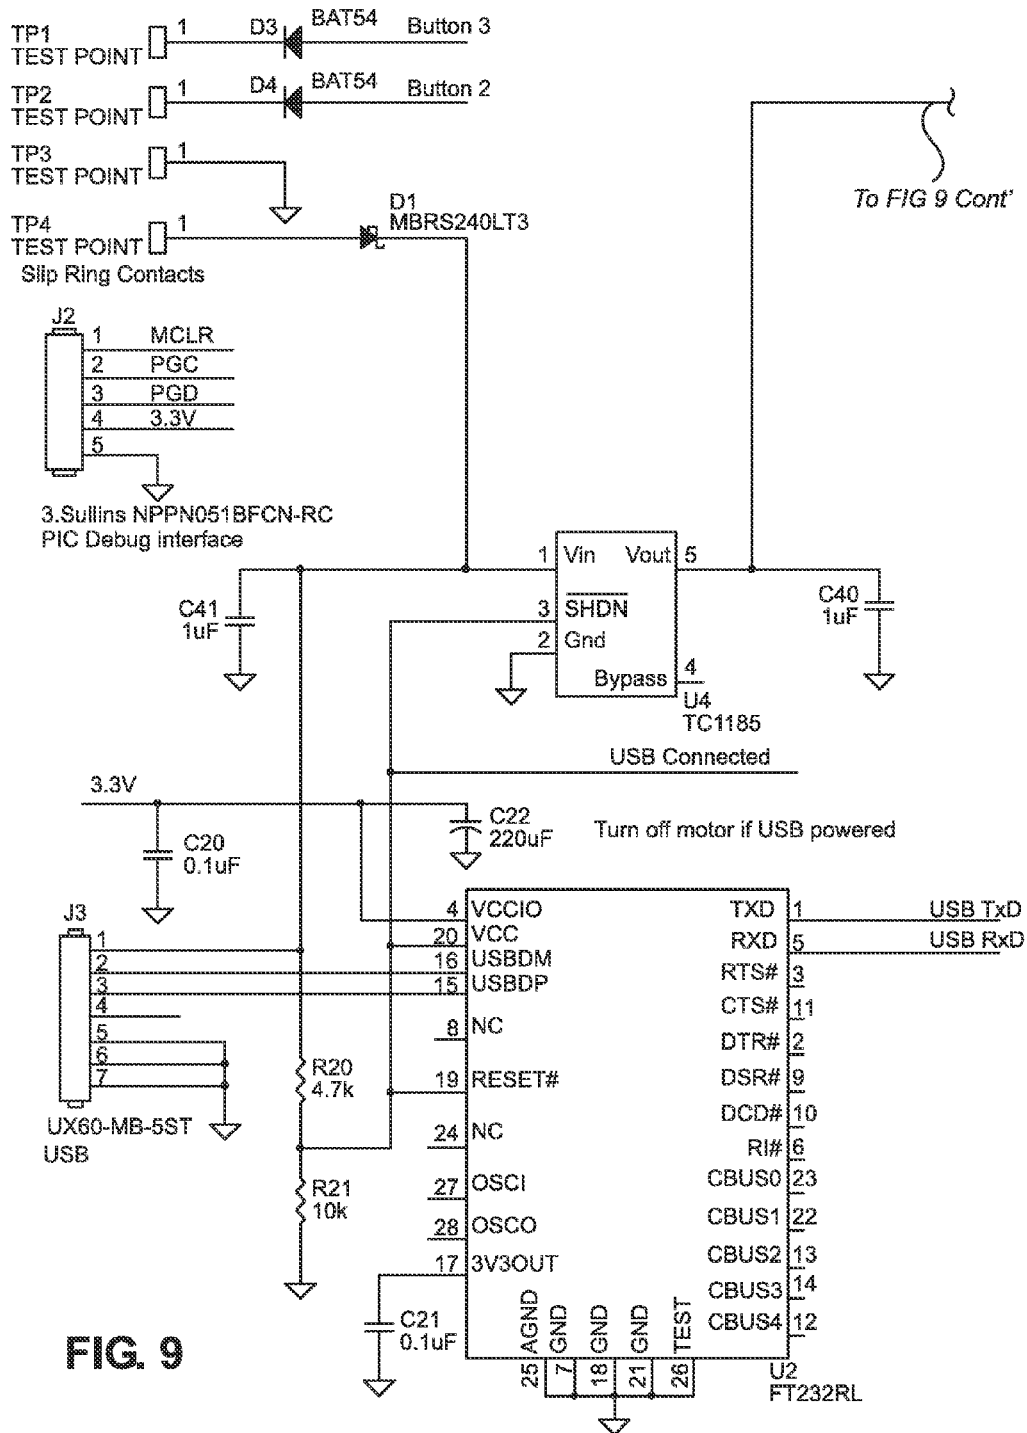 TP1
TEST POINT
1
D3
BAT54
Button 3
TP2
TEST POINT
1
D4
BAT54
Button 2
TP3
TEST POINT
1
To FIG 9 Cont'
TP4
TEST POINT
1
D1
MBRS240LT3
Slip Ring Contacts
J2
1 MCLR
2 PGC
3 PGD
4 3.3V
5
3.Sullins NPPN051BFCN-RC
PIC Debug interface
1 Vin Vout 5
3 SHDN
2 Gnd
Bypass 4
U4
TC1185
C41
1uF
C40
1uF
USB Connected
3.3V
C20
0.1uF
C22
220uF
Turn off motor if USB powered
J3
1
2
3
4
5
6
7
UX60-MB-5ST
USB
4 VCCIO
20 VCC
16 USBDM
15 USBDP
8 NC
19 RESET#
24 NC
27 OSCI
28 OSCO
17 3V3OUT
TXD 1 USB TxD
RXD 5 USB RxD
RTS# 3
CTS# 11
DTR# 2
DSR# 9
DCD# 10
RI# 6
CBUS0 23
CBUS1 22
CBUS2 13
CBUS3 14
CBUS4 12
R20
4.7k
R21
10k
C21
0.1uF
AGND
GND
GND
GND
TEST
25
7
18
21
26
U2
FT232RL
FIG. 9